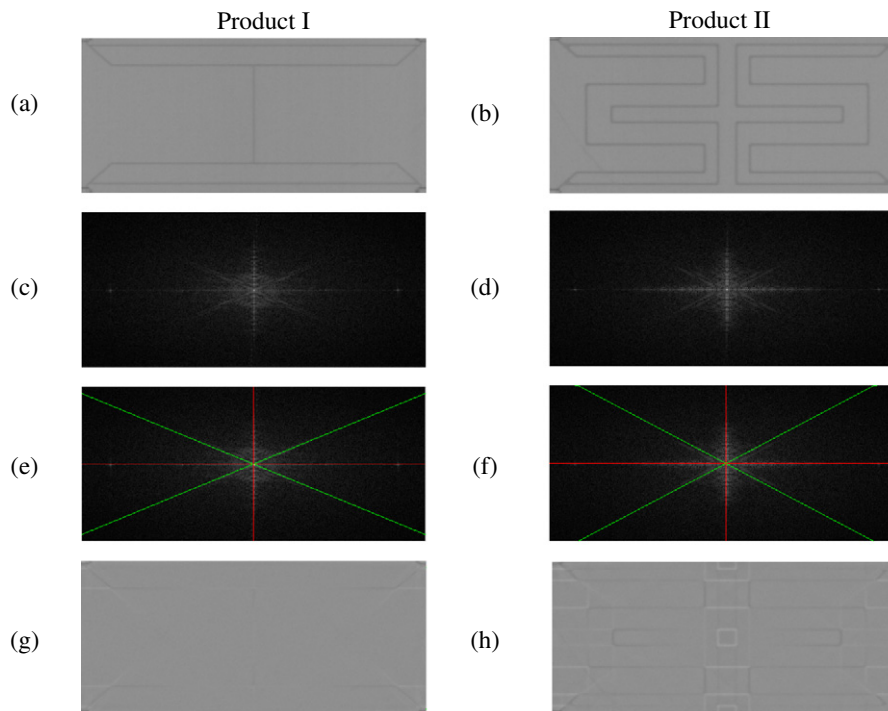 Product I
Product II
(a)
(b)
(c)
(d)
(e)
(f)
(g)
(h)